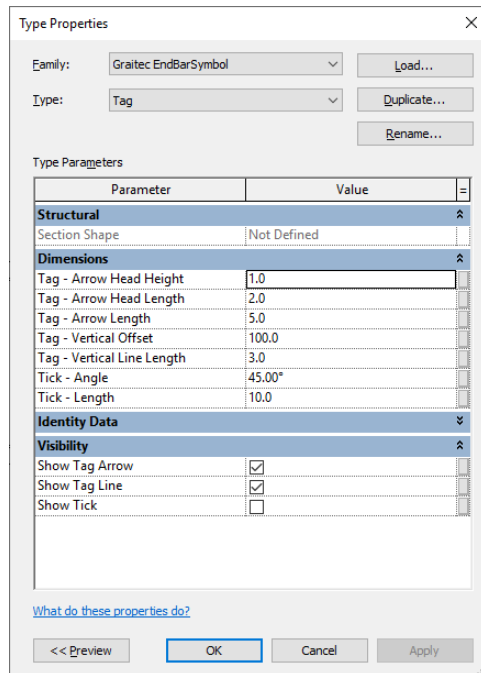 Type Properties
Family: Graitec EndBarSymbol Load...
Type: Tag Duplicate...
Rename...
Type Parameters
Parameter Value =
Structural
Section Shape Not Defined
Dimensions
Tag - Arrow Head Height 1.0
Tag - Arrow Head Length 2.0
Tag - Arrow Length 5.0
Tag - Vertical Offset 100.0
Tag - Vertical Line Length 3.0
Tick - Angle 45.00°
Tick - Length 10.0
Identity Data
Visibility
Show Tag Arrow
Show Tag Line
Show Tick
What do these properties do?
<< Preview OK Cancel Apply